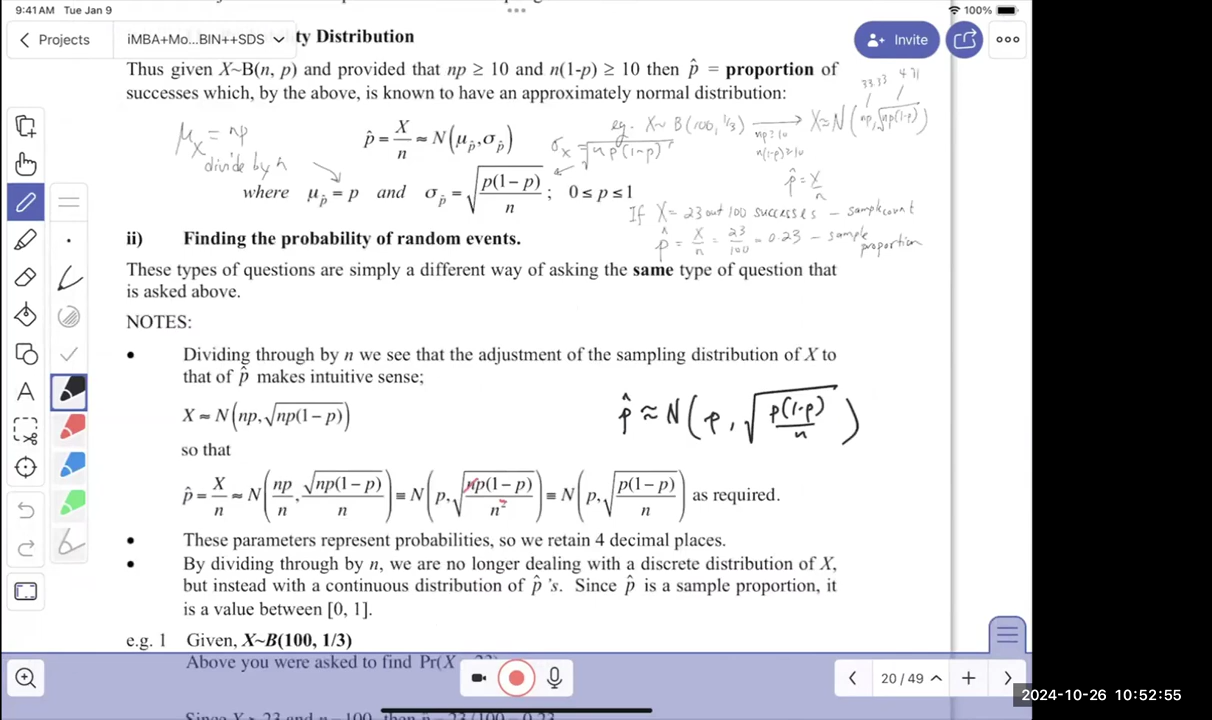 9:41 AM Tue Jan 9
100%
Projects
iMBA+Mo...BIN++SDS
ty Distribution
Invite
Thus given X~B(n, p) and provided that np ≥ 10 and n(1-p) ≥ 10 then p̂ = proportion of
successes which, by the above, is known to have an approximately normal distribution:
33.33 4.71
eg. X~ B(100, 1/3) → X≈N(np, √np(1-p))
np ≥ 10
n(1-p) ≥ 10
μX = np
divide by n
p̂ = X/n ≈ N(μp̂, σp̂)
σX = √np(1-p)
p̂ = X/n
where μp̂ = p and σp̂ = √(p(1−p)/n); 0 ≤ p ≤ 1
If X = 23 out 100 successes – sample count
p̂ = X/n = 23/100 = 0.23 – sample proportion
ii) Finding the probability of random events.
These types of questions are simply a different way of asking the same type of question that
is asked above.
NOTES:
• Dividing through by n we see that the adjustment of the sampling distribution of X to
that of p̂ makes intuitive sense;
X ≈ N(np, √np(1−p))
p̂ ≈ N(p, √(p(1-p)/n))
so that
p̂ = X/n ≈ N(np/n, √np(1−p)/n) ≡ N(p, √(np(1−p)/n²)) ≡ N(p, √(p(1−p)/n)) as required.
• These parameters represent probabilities, so we retain 4 decimal places.
• By dividing through by n, we are no longer dealing with a discrete distribution of X,
but instead with a continuous distribution of p̂ 's. Since p̂ is a sample proportion, it
is a value between [0, 1].
e.g. 1 Given, X~B(100, 1/3)
Above you were asked to find Pr(X
20 / 49
2024-10-26 10:52:55